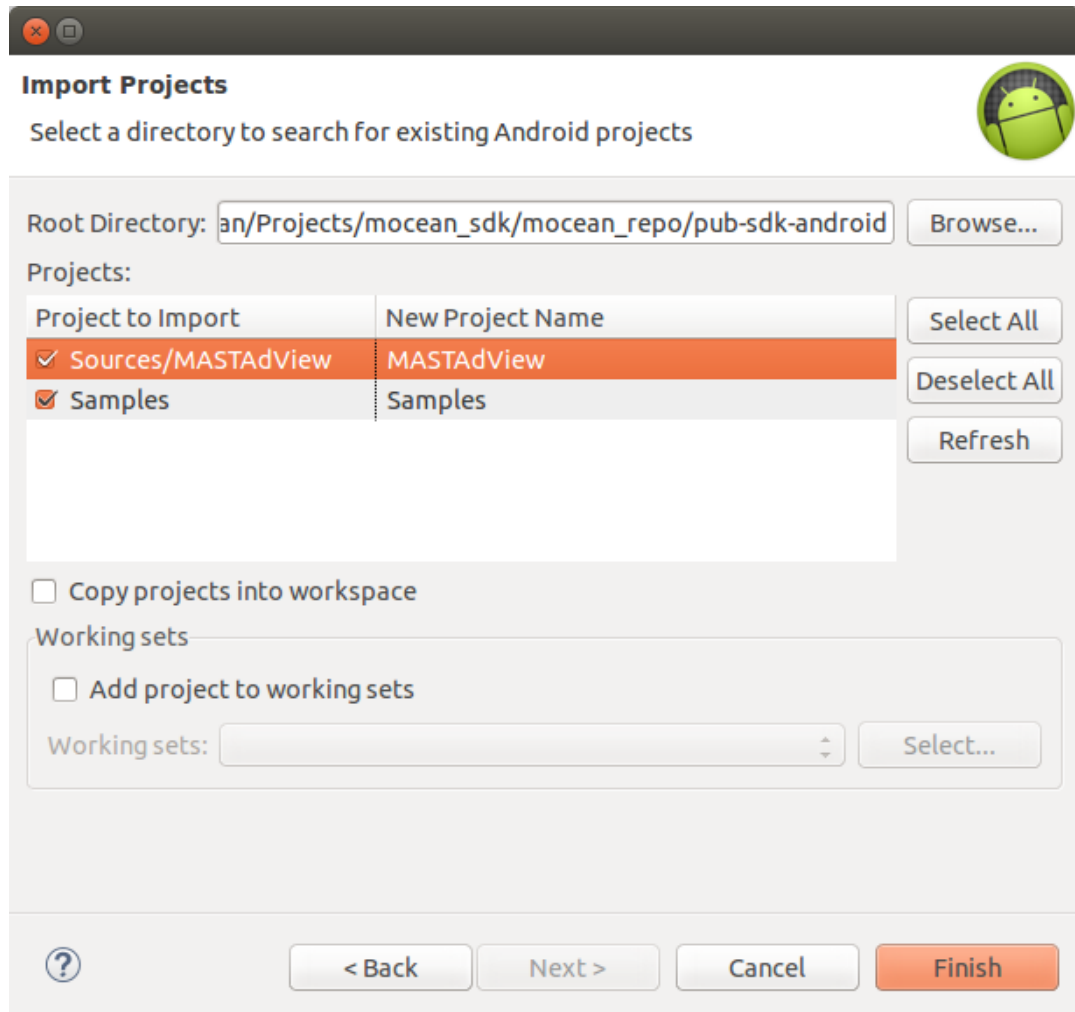 Import Projects
Select a directory to search for existing Android projects
Root Directory: an/Projects/mocean_sdk/mocean_repo/pub-sdk-android Browse...
Projects:
Project to Import New Project Name
Select All
Sources/MASTAdView MASTAdView
Deselect All
Samples Samples
Refresh
Copy projects into workspace
Working sets
Add project to working sets
Working sets: Select...
? < Back Next > Cancel Finish